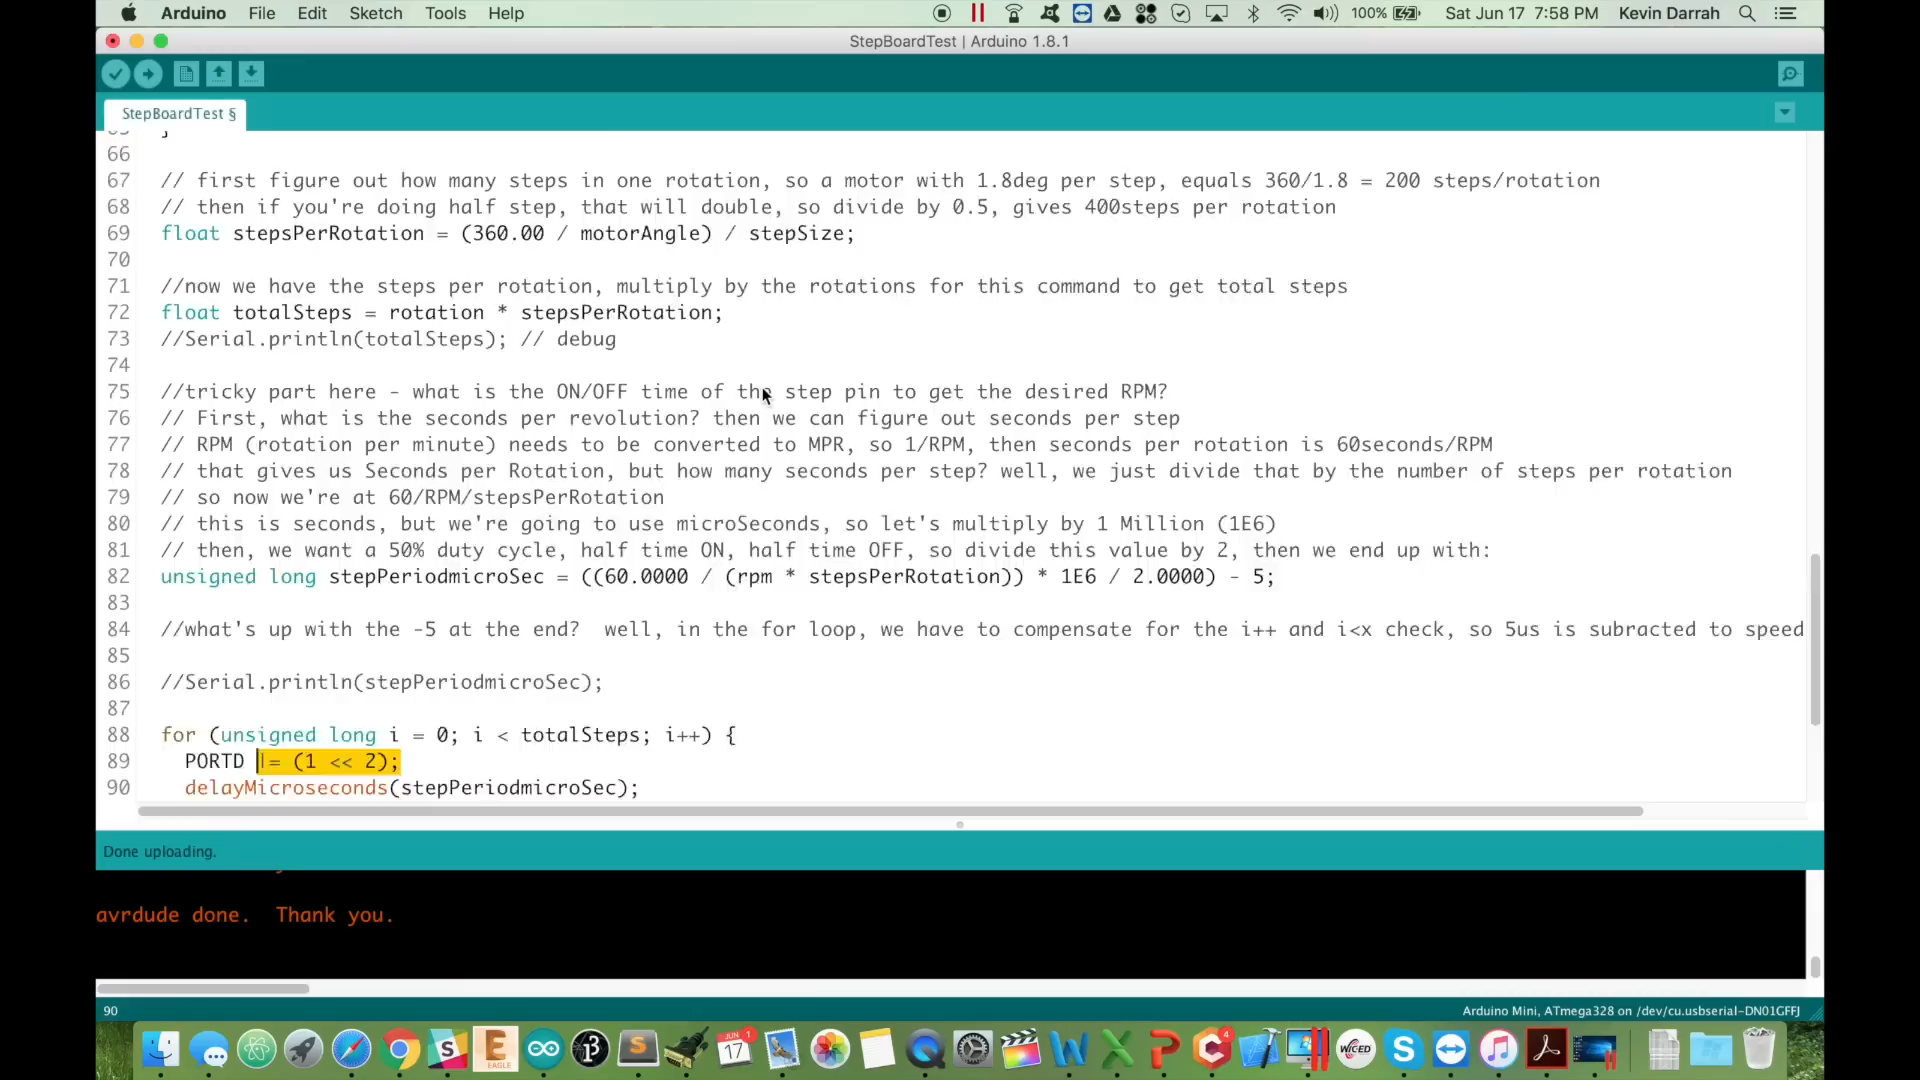 Arduino File Edit Sketch Tools Help 100% Sat Jun 17 7:58 PM Kevin Darrah
StepBoardTest | Arduino 1.8.1
StepBoardTest §
65 }
66
67 // first figure out how many steps in one rotation, so a motor with 1.8deg per step, equals 360/1.8 = 200 steps/rotation
68 // then if you're doing half step, that will double, so divide by 0.5, gives 400steps per rotation
69 float stepsPerRotation = (360.00 / motorAngle) / stepSize;
70
71 //now we have the steps per rotation, multiply by the rotations for this command to get total steps
72 float totalSteps = rotation * stepsPerRotation;
73 //Serial.println(totalSteps); // debug
74
75 //tricky part here - what is the ON/OFF time of the step pin to get the desired RPM?
76 // First, what is the seconds per revolution? then we can figure out seconds per step
77 // RPM (rotation per minute) needs to be converted to MPR, so 1/RPM, then seconds per rotation is 60seconds/RPM
78 // that gives us Seconds per Rotation, but how many seconds per step? well, we just divide that by the number of steps per rotation
79 // so now we're at 60/RPM/stepsPerRotation
80 // this is seconds, but we're going to use microSeconds, so let's multiply by 1 Million (1E6)
81 // then, we want a 50% duty cycle, half time ON, half time OFF, so divide this value by 2, then we end up with:
82 unsigned long stepPeriodmicroSec = ((60.0000 / (rpm * stepsPerRotation)) * 1E6 / 2.0000) - 5;
83
84 //what's up with the -5 at the end?  well, in the for loop, we have to compensate for the i++ and i<x check, so 5us is subracted to speed
85
86 //Serial.println(stepPeriodmicroSec);
87
88 for (unsigned long i = 0; i < totalSteps; i++) {
89 PORTD |= (1 << 2);
90 delayMicroseconds(stepPeriodmicroSec);
Done uploading.
avrdude done.  Thank you.
90 Arduino Mini, ATmega328 on /dev/cu.usbserial-DN01GFFJ
JUN 1
17
4
EAGLE
WICED